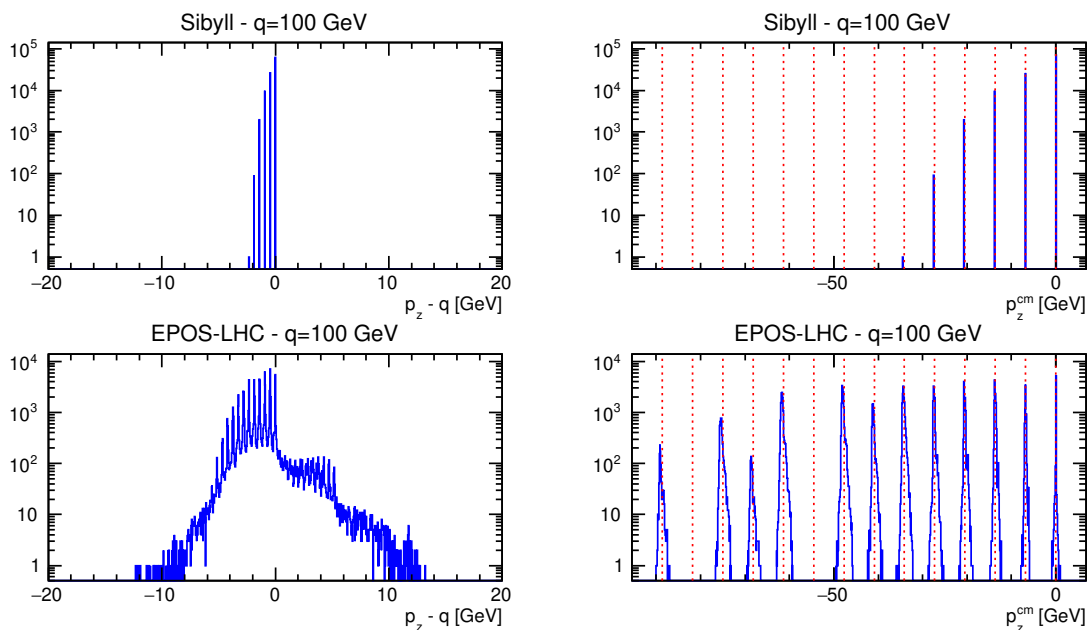 Sibyll - q=100 GeV
10^5
10^4
10^3
10^2
10
1
−20 −10 0 10 20
p_z - q [GeV]
Sibyll - q=100 GeV
10^5
10^4
10^3
10^2
10
1
−50 0
p_z^cm [GeV]
EPOS-LHC - q=100 GeV
10^4
10^3
10^2
10
1
−20 −10 0 10 20
p_z - q [GeV]
EPOS-LHC - q=100 GeV
10^4
10^3
10^2
10
1
−50 0
p_z^cm [GeV]